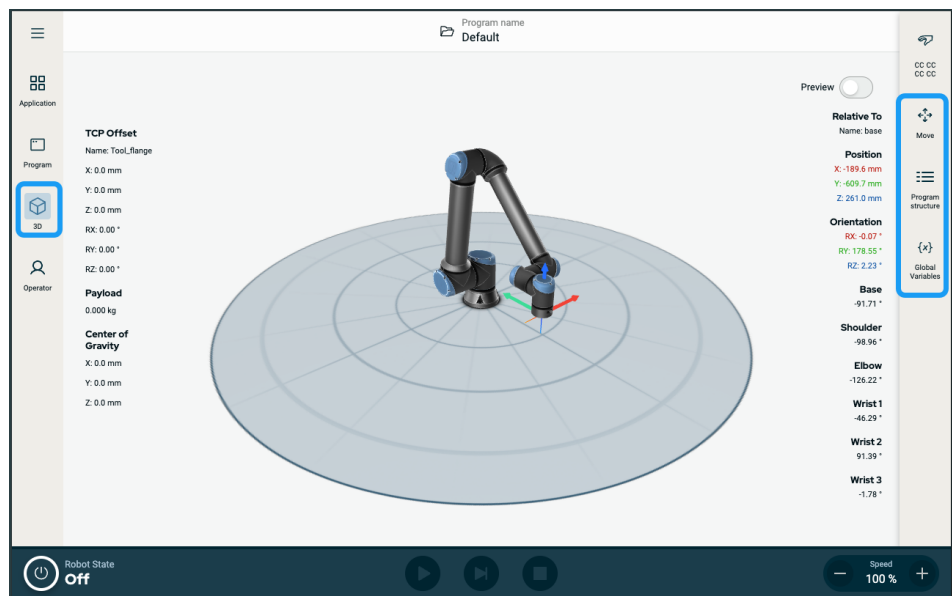 Program name
Default
CC CC
CC CC
Application
Program
3D
Operator
Move
Program
structure
{x}
Global
Variables
TCP Offset
Name: Tool_flange
X: 0.0 mm
Y: 0.0 mm
Z: 0.0 mm
RX: 0.00 °
RY: 0.00 °
RZ: 0.00 °
Payload
0.000 kg
Center of
Gravity
X: 0.0 mm
Y: 0.0 mm
Z: 0.0 mm
Preview
Relative To
Name: base
Position
X: -189.6 mm
Y: -609.7 mm
Z: 261.0 mm
Orientation
RX: -0.07 °
RY: 178.55 °
RZ: 2.23 °
Base
-91.71 °
Shoulder
-98.96 °
Elbow
-126.22 °
Wrist 1
-46.29 °
Wrist 2
91.39 °
Wrist 3
-1.78 °
Robot State
Off
Speed
100 %